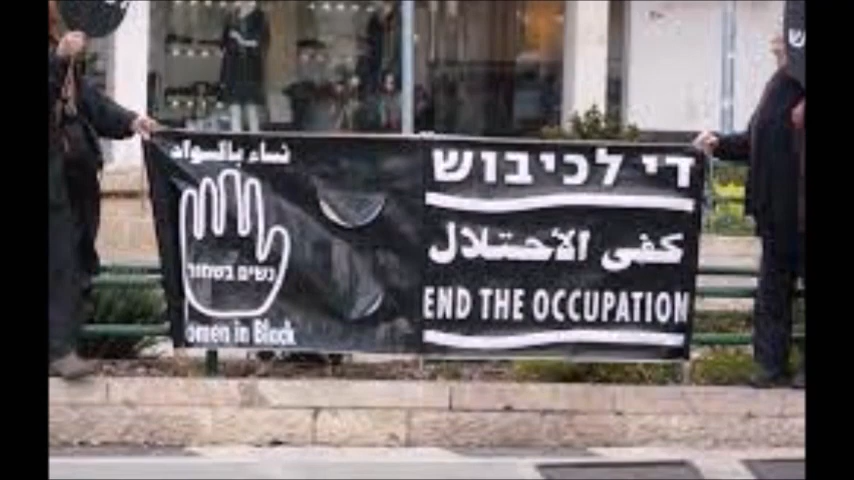 نساء بالسواد
נשים בשחור
omen in Black
די לכיבוש
كفى الأحتلال
END THE OCCUPATION